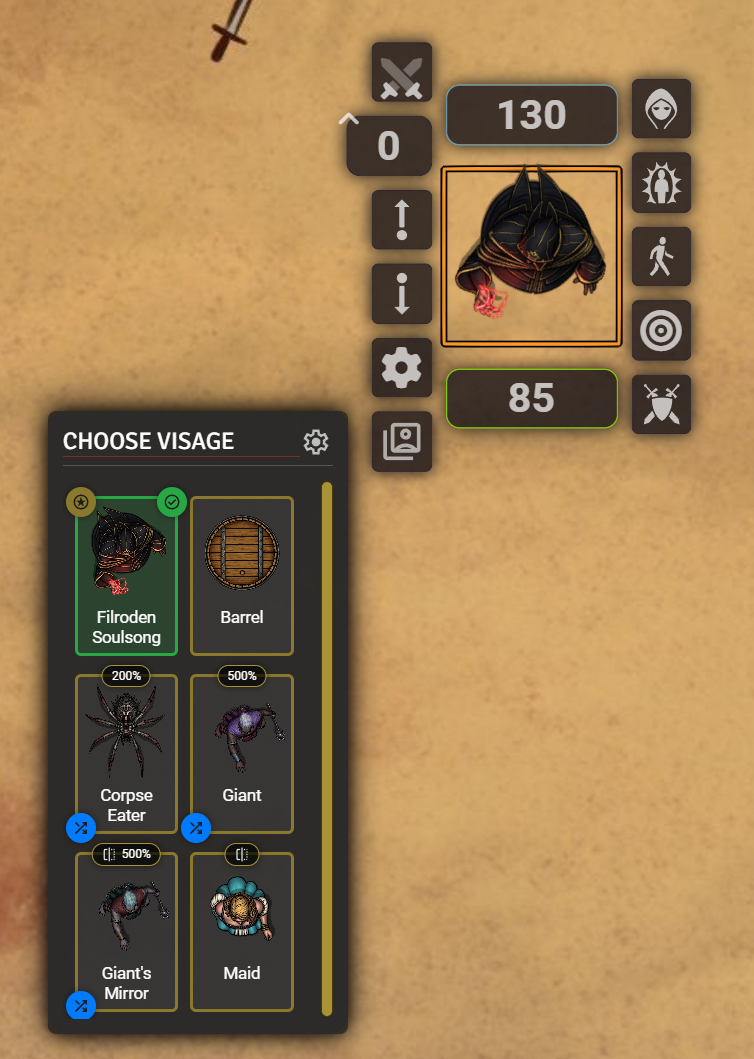 130
0
85
CHOOSE VISAGE
Filroden
Soulsong
Barrel
200%
500%
Corpse
Eater
Giant
500%
Giant's
Mirror
Maid